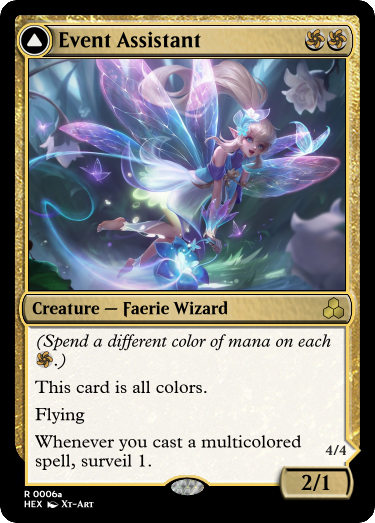 Event Assistant
Creature — Faerie Wizard
(Spend a different color of mana on each
.)
This card is all colors.
Flying
Whenever you cast a multicolored
spell, surveil 1.
4/4
2/1
R 0006a
HEX Xt-Art